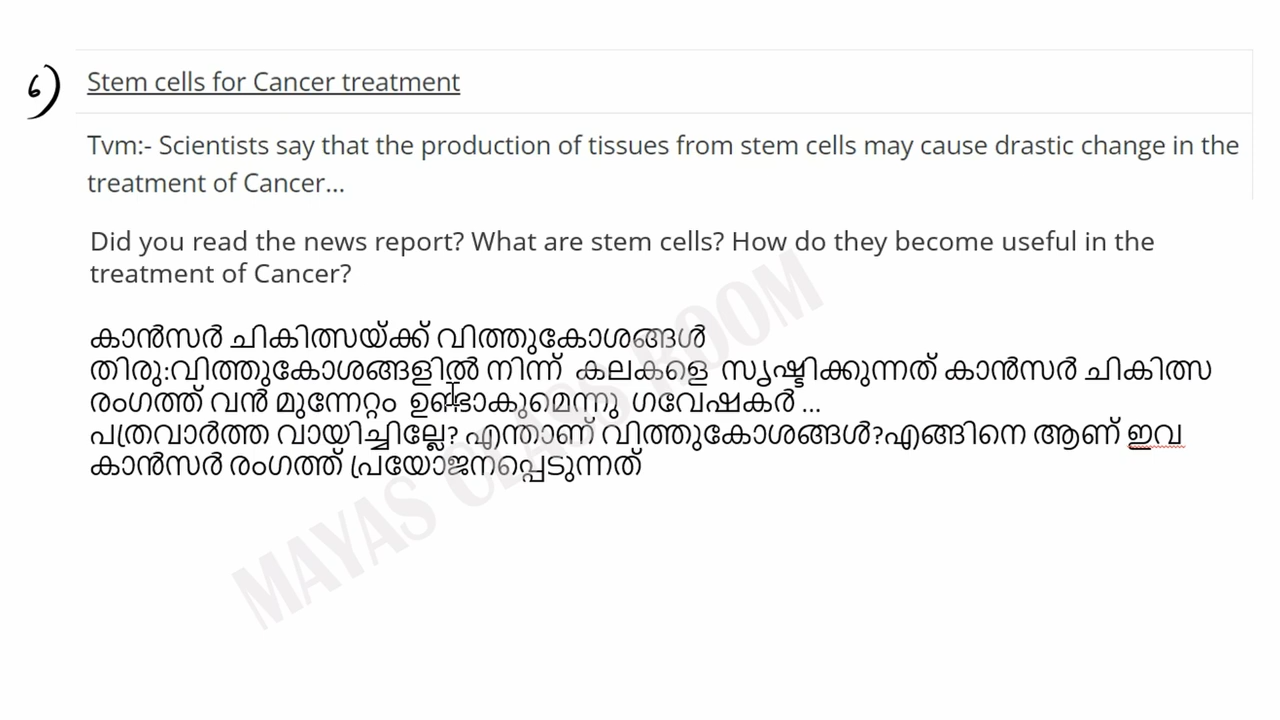 6)
Stem cells for Cancer treatment
Tvm:- Scientists say that the production of tissues from stem cells may cause drastic change in the
treatment of Cancer...
Did you read the news report? What are stem cells? How do they become useful in the
treatment of Cancer?
കാൻസർ ചികിത്സയ്ക്ക് വിത്തുകോശങ്ങൾ
തിരു:വിത്തുകോശങ്ങളിൽ നിന്ന് കലകളെ സൃഷ്ടിക്കുന്നത് കാൻസർ ചികിത്സ
രംഗത്ത് വൻ മുന്നേറ്റം ഉണ്ടാകുമെന്നു ഗവേഷകർ ...
പത്രവാർത്ത വായിച്ചില്ലേ? എന്താണ് വിത്തുകോശങ്ങൾ?എങ്ങിനെ ആണ് ഇവ
കാൻസർ രംഗത്ത് പ്രയോജനപ്പെടുന്നത്
MAYAS CLASS ROOM